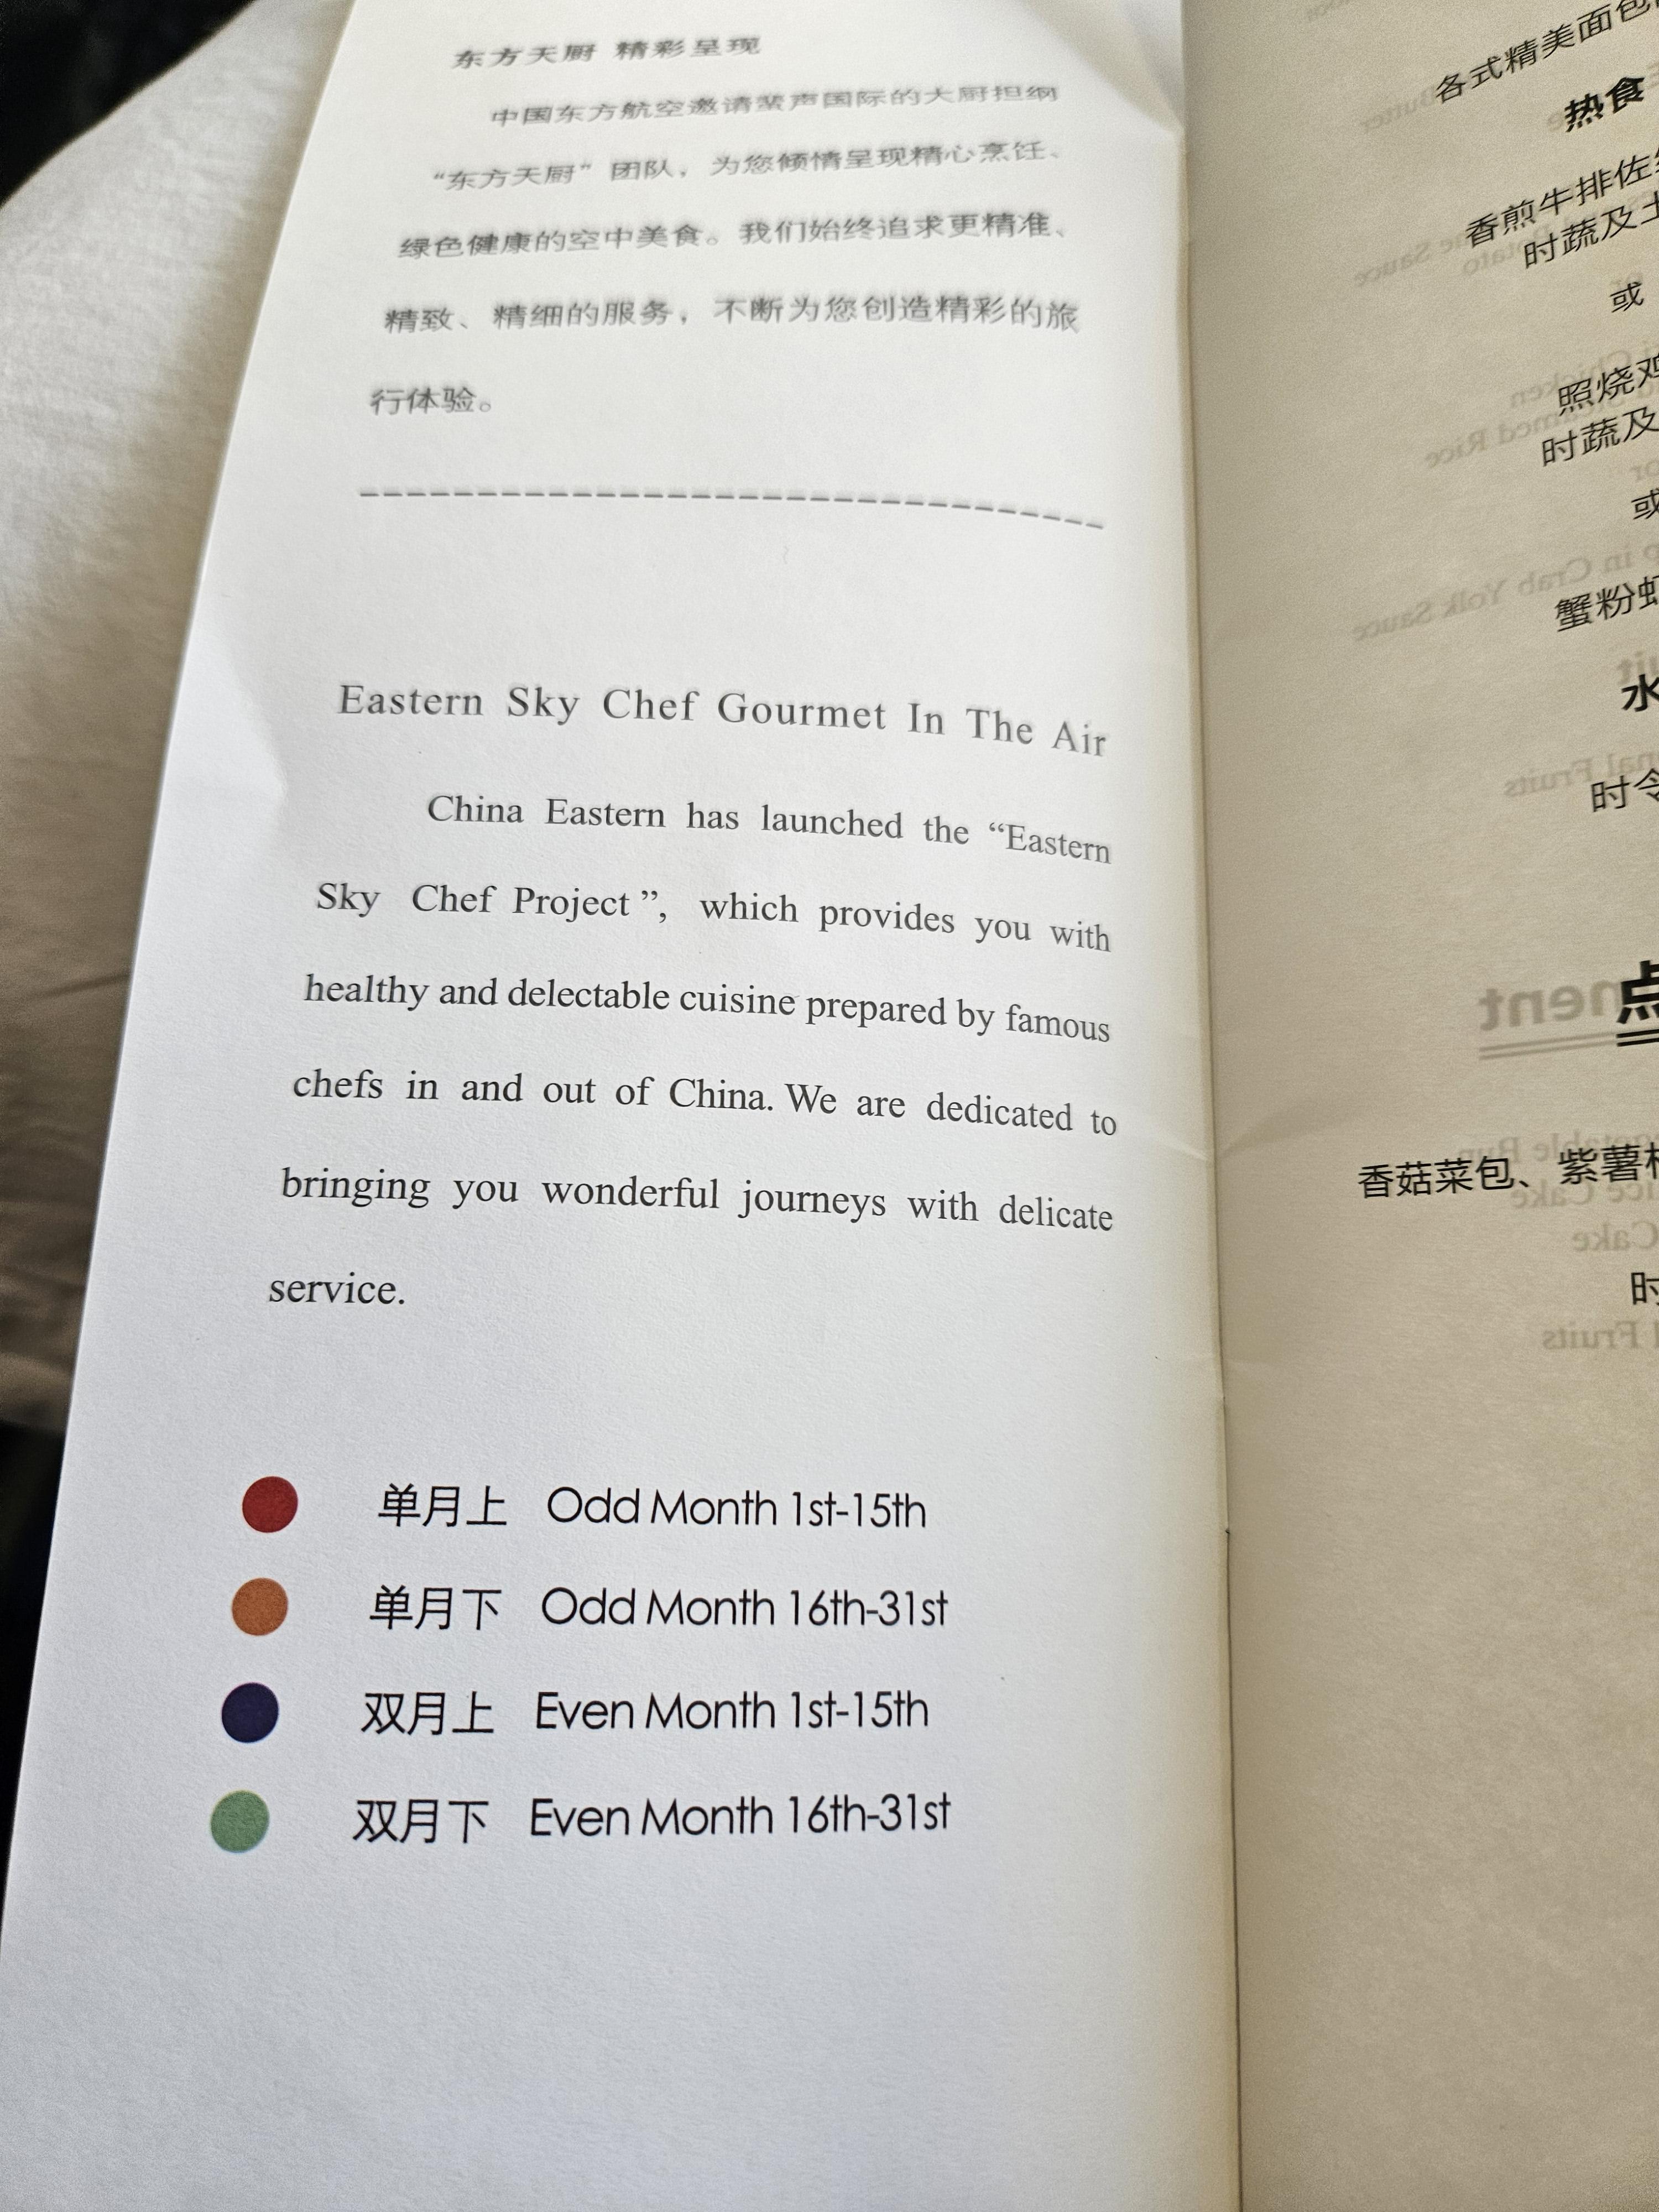 东方天厨 精彩呈现
中国东方航空邀请蜚声国际的大厨担纲
“东方天厨”团队，为您倾情呈现精心烹饪、
绿色健康的空中美食。我们始终追求更精准、
精致、精细的服务，不断为您创造精彩的旅
行体验。
Eastern Sky Chef Gourmet In The Air
China Eastern has launched the “Eastern
Sky Chef Project ”, which provides you with
healthy and delectable cuisine prepared by famous
chefs in and out of China. We are dedicated to
bringing you wonderful journeys with delicate
service.
单月上 Odd Month 1st-15th
单月下 Odd Month 16th-31st
双月上 Even Month 1st-15th
双月下 Even Month 16th-31st
各式精美面包
热食
香煎牛排佐
时蔬及土
或
照烧鸡
时蔬及
或
蟹粉虾
水
时令
点
香菇菜包、紫薯
时